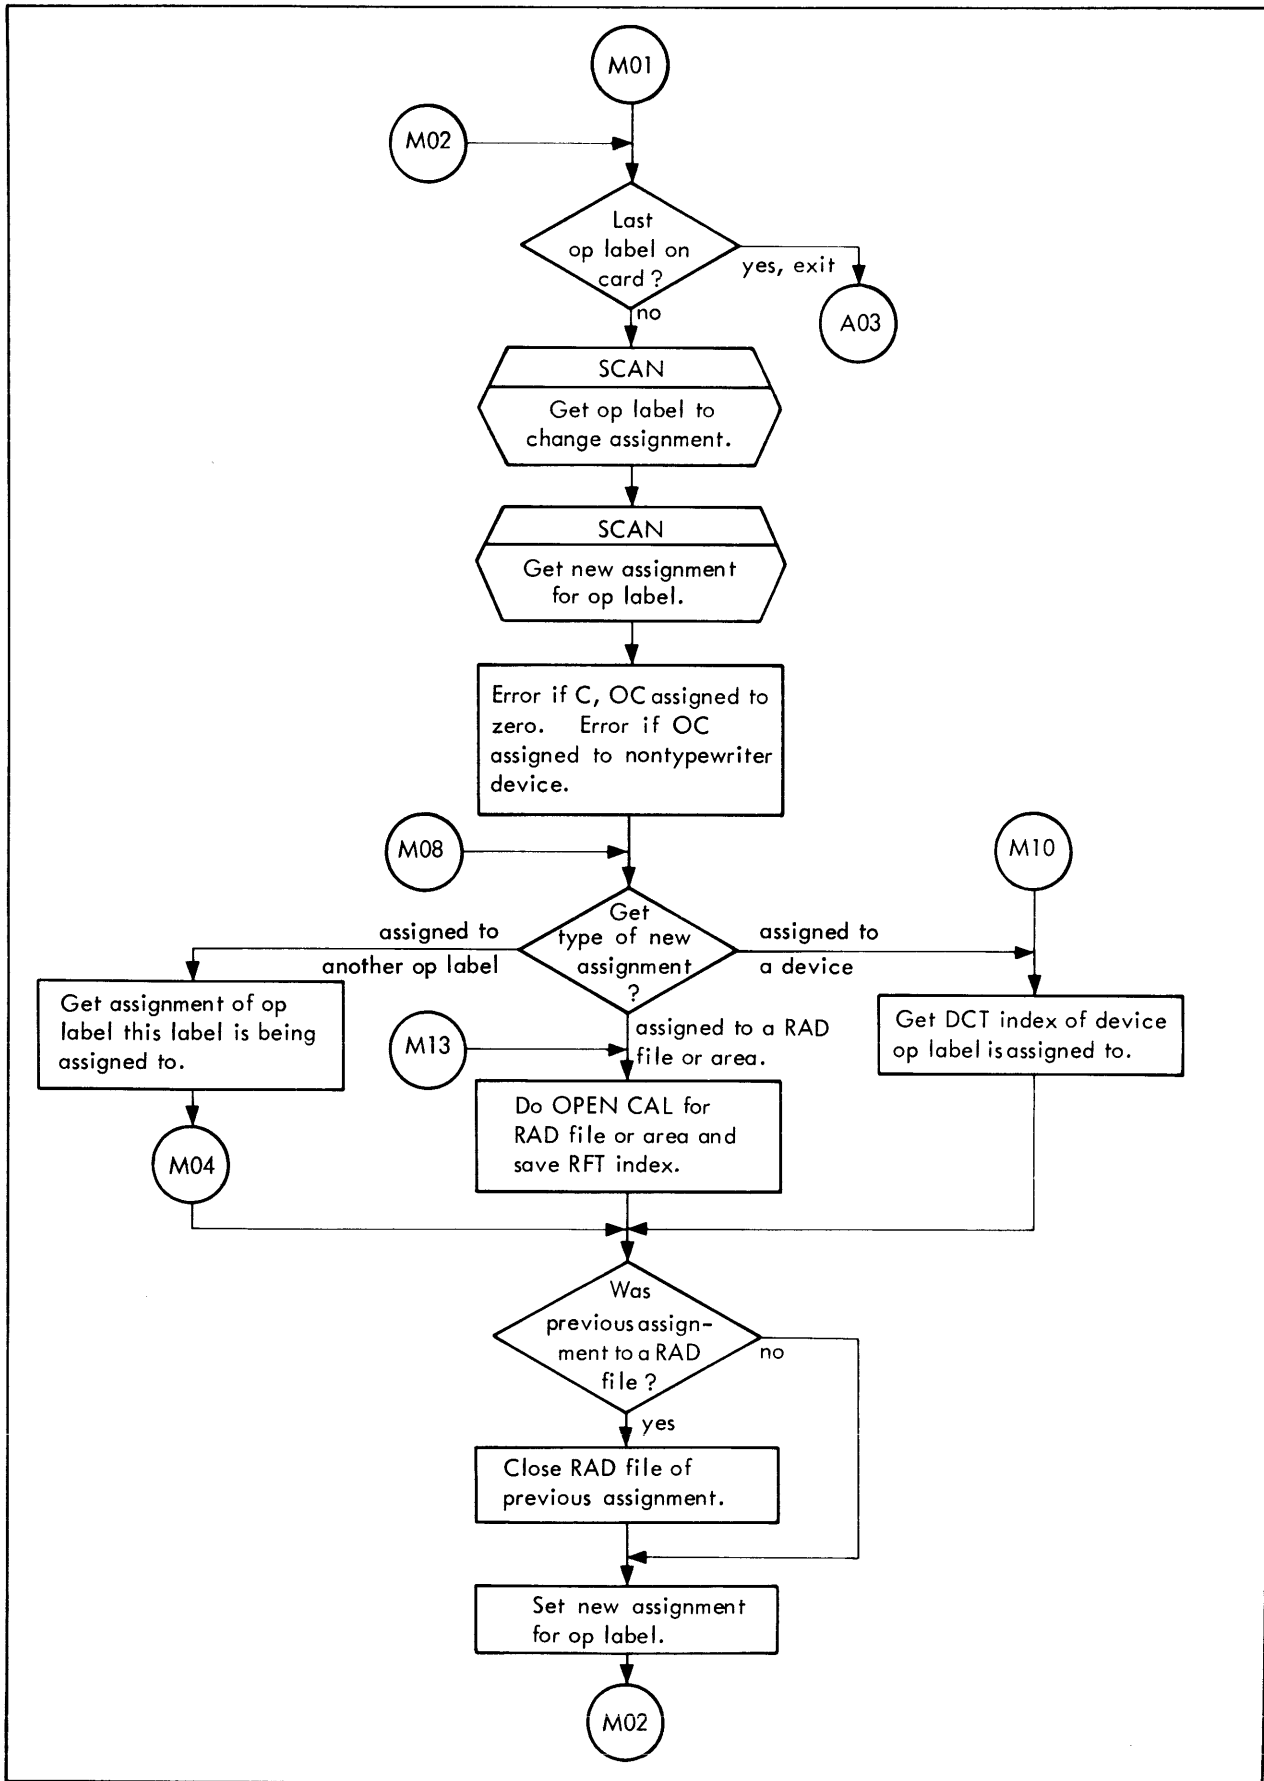 M01
M02
Last
op label on
card ?
yes, exit
A03
no
SCAN
Get op label to
change assignment.
SCAN
Get new assignment
for op label.
Error if C, OC assigned to
zero. Error if OC
assigned to nontypewriter
device.
M08
M10
Get
type of new
assignment
?
assigned to
another op label
assigned to
a device
Get assignment of op
label this label is being
assigned to.
assigned to a RAD
file or area.
Get DCT index of device
op label is assigned to.
M13
Do OPEN CAL for
RAD file or area and
save RFT index.
M04
Was
previous assign-
ment to a RAD
file ?
no
yes
Close RAD file of
previous assignment.
Set new assignment
for op label.
M02